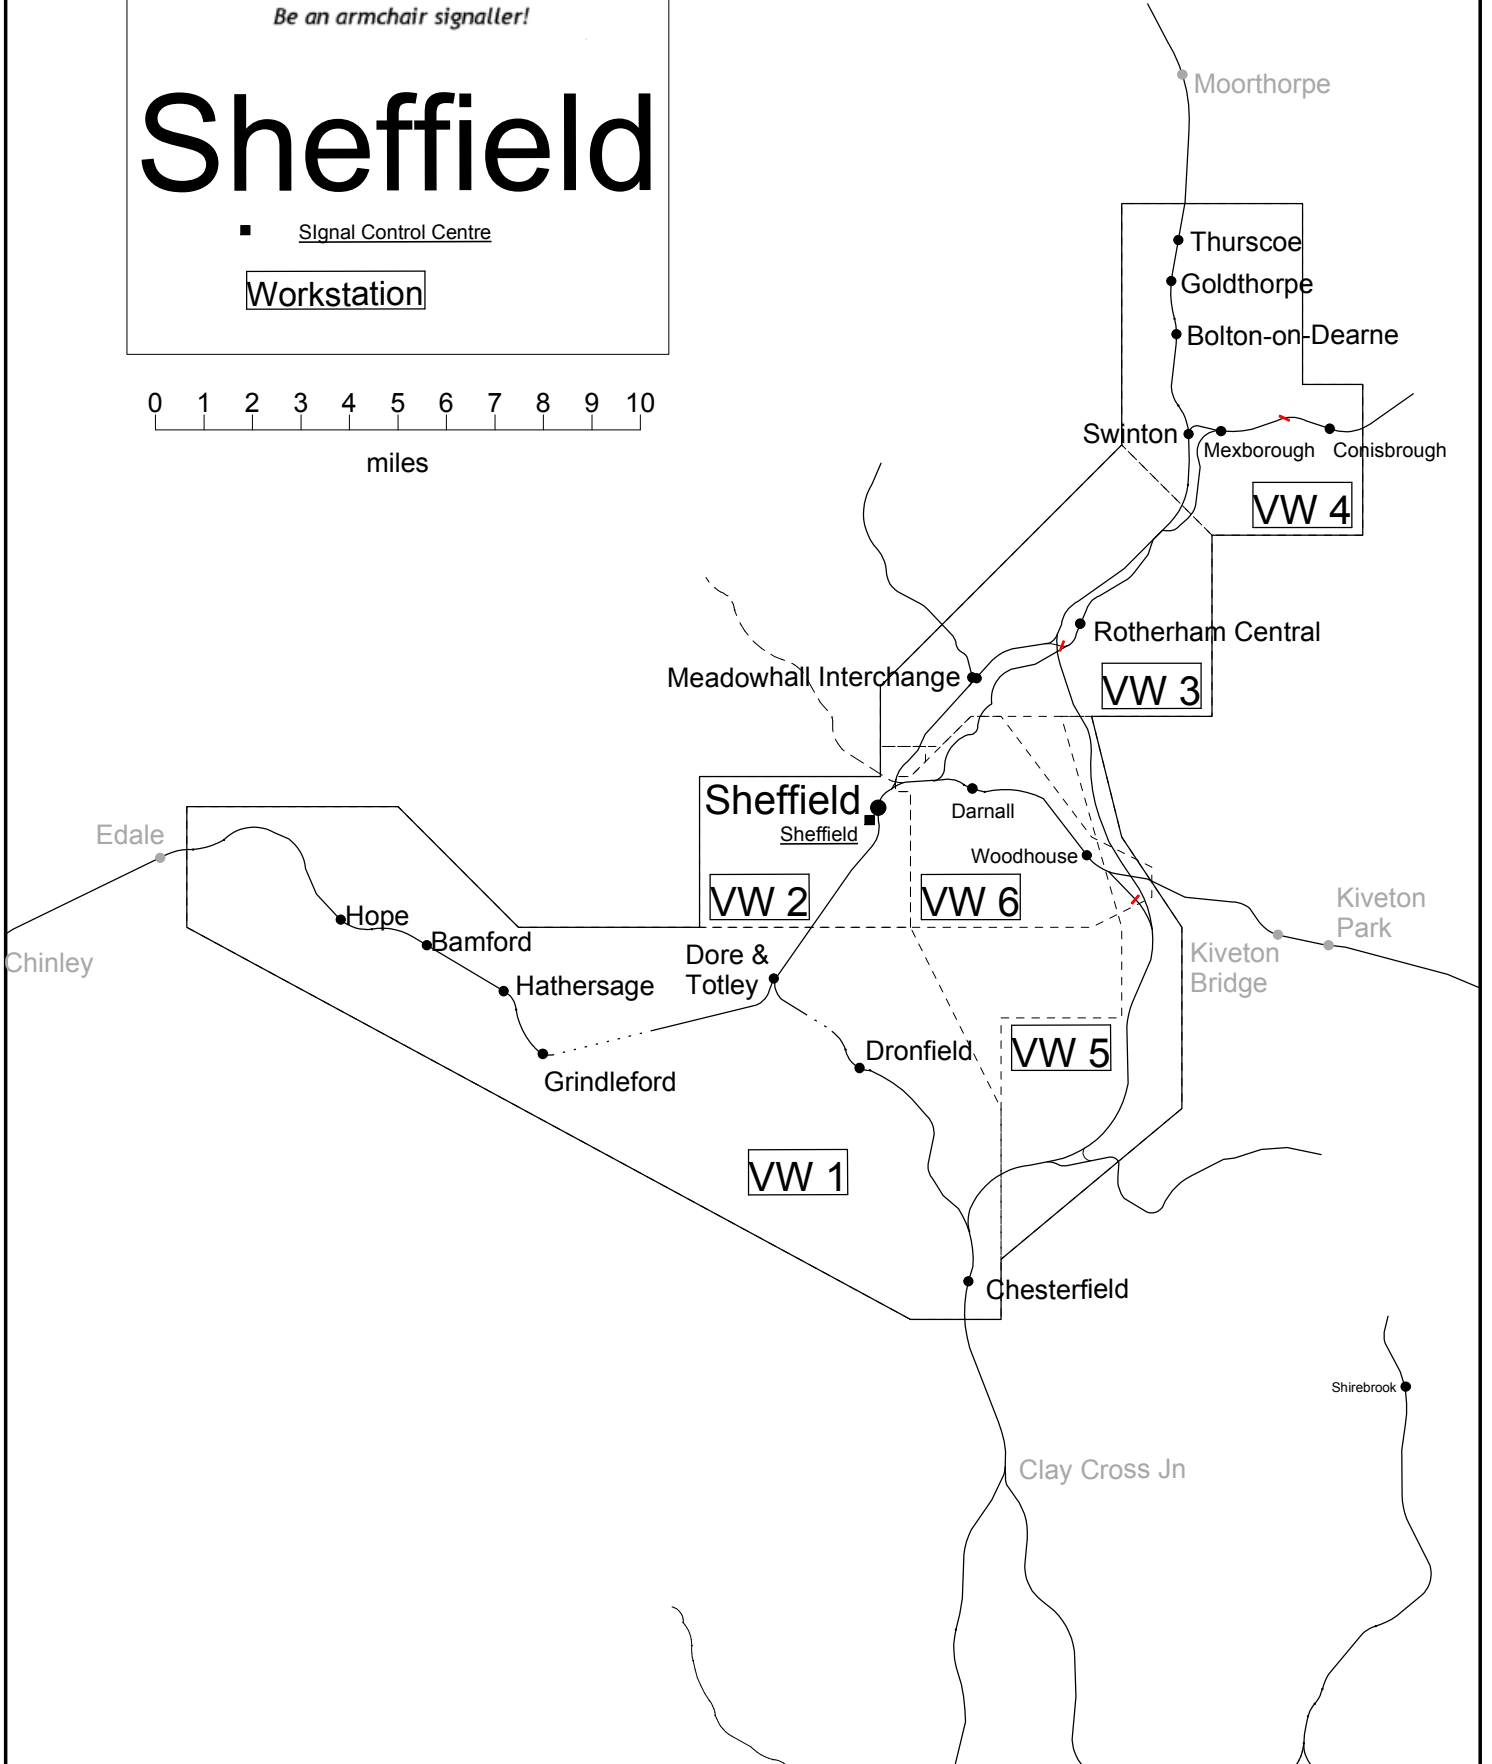 Be an armchair signaller!
Sheffield
SIgnal Control Centre
Workstation
0 1 2 3 4 5 6 7 8 9 10
miles
Moorthorpe
Thurscoe
Goldthorpe
Bolton-on-Dearne
Swinton
Mexborough
Conisbrough
VW 4
Rotherham Central
Meadowhall Interchange
VW 3
Sheffield
Sheffield
Darnall
Woodhouse
Edale
VW 2
VW 6
Kiveton
Park
Hope
Bamford
Chinley
Kiveton
Bridge
Dore &
Totley
Hathersage
Dronfield
VW 5
Grindleford
VW 1
Chesterfield
Shirebrook
Clay Cross Jn